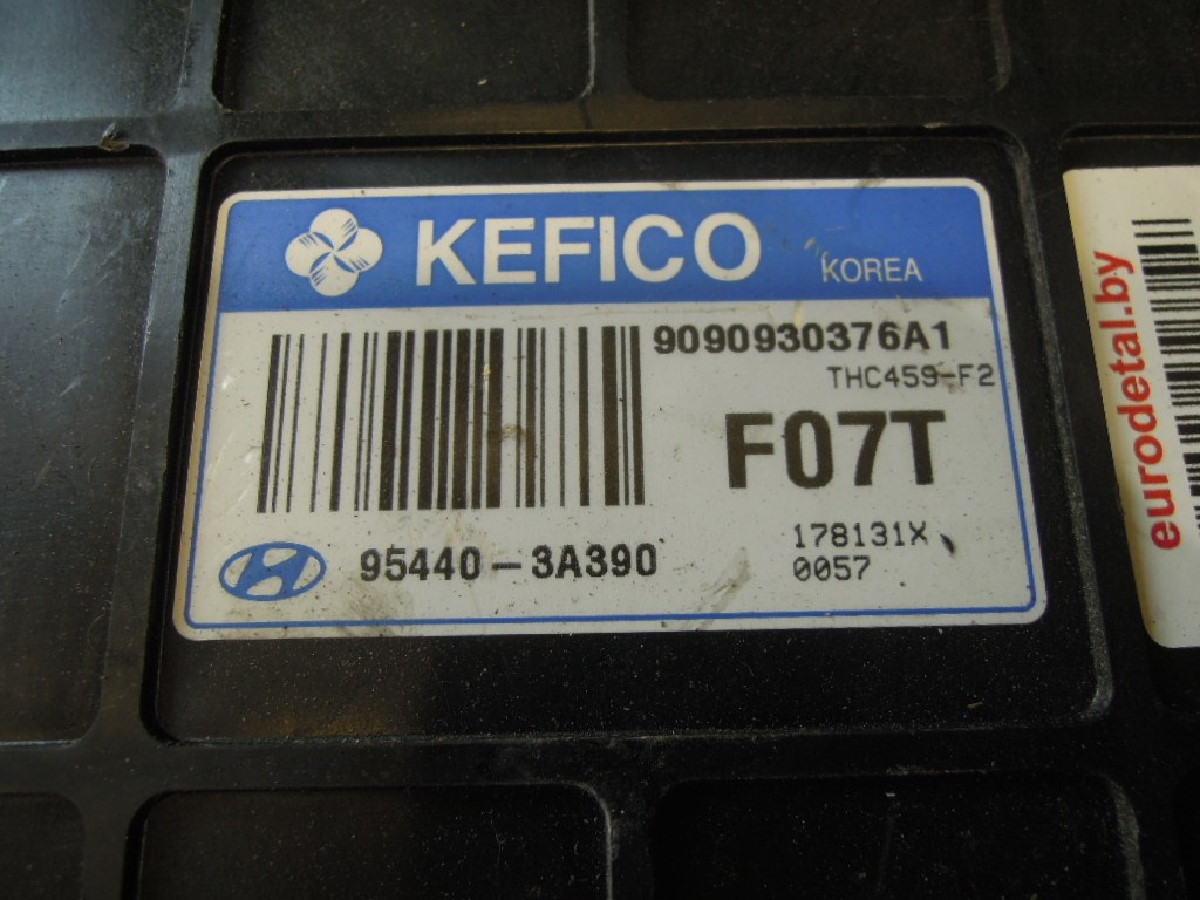 KEFICO KOREA
9090930376A1
THC459-F2
F07T
178131X
95440-3A390
0057
eurodetal.by